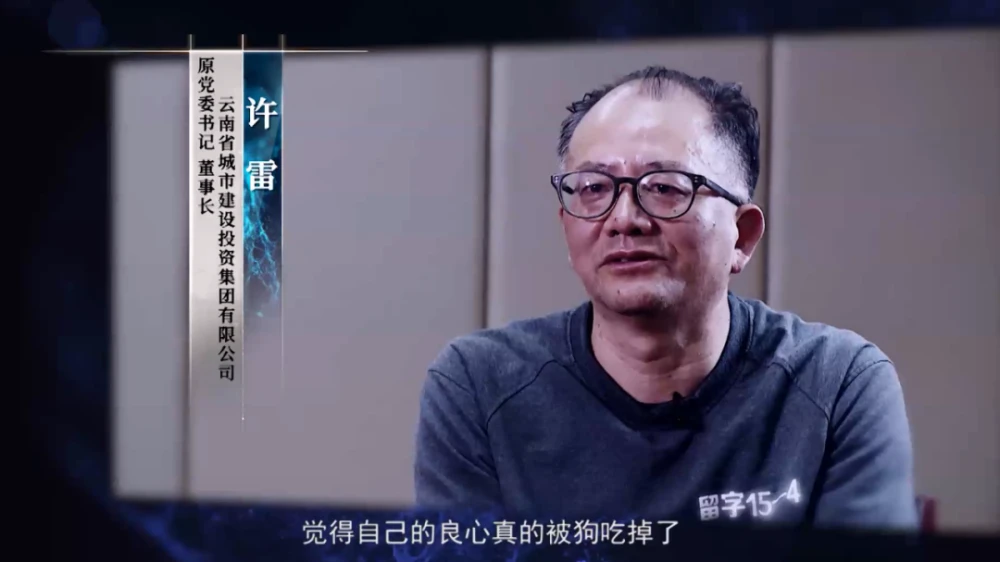 许雷
云南省城市建设投资集团有限公司
原党委书记 董事长
留字15-4
觉得自己的良心真的被狗吃掉了